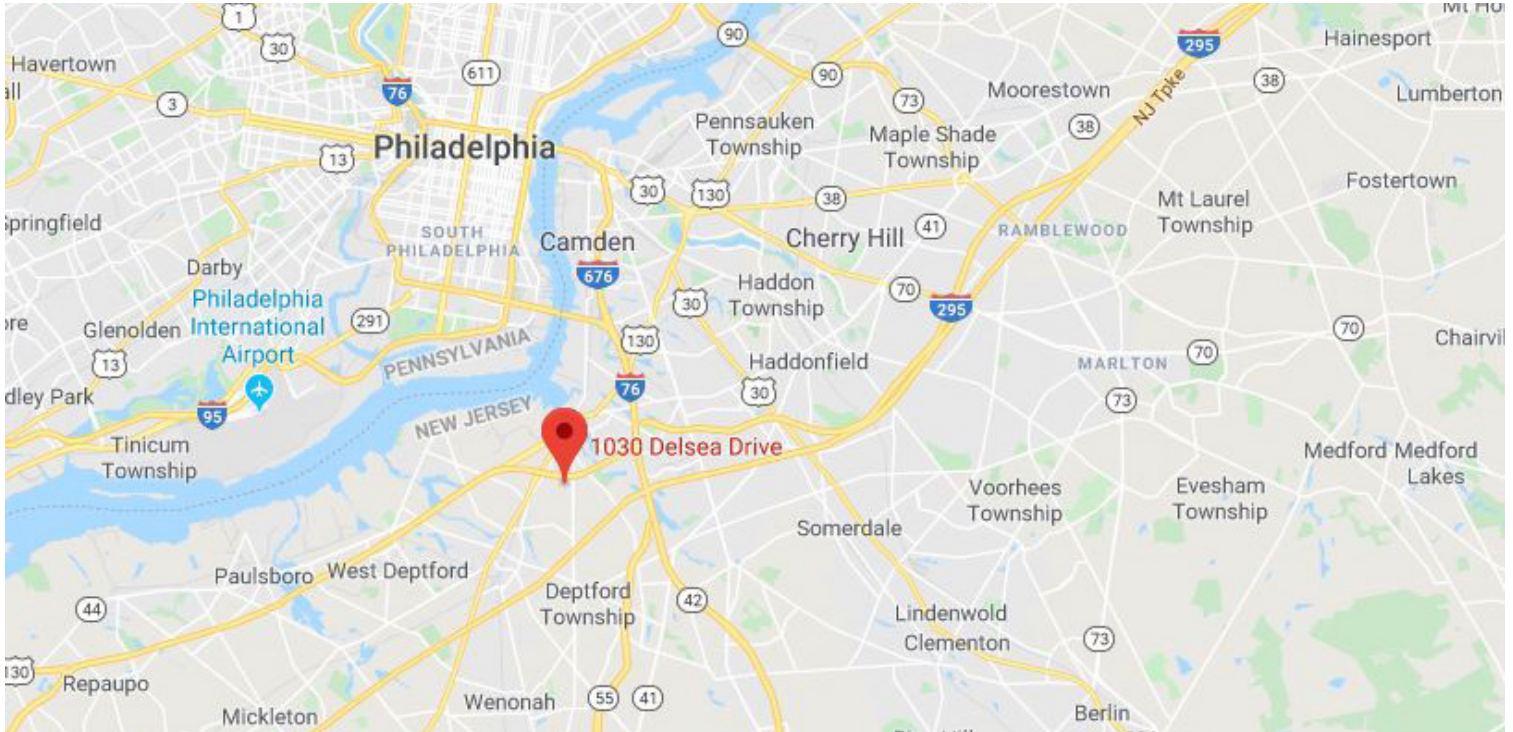 1
90
295
Mt Ho
Hainesport
30
Havertown
all
611
76
90
38
Moorestown
73
Lumberton
3
NJ Tpke
Pennsauken
Township
38
Maple Shade
Township
Philadelphia
13
30
130
38
Fostertown
Mt Laurel
Township
Springfield
SOUTH
PHILADELPHIA
Camden
Cherry Hill
41
RAMBLEWOOD
Darby
676
Haddon
Township
70
Philadelphia
International
Airport
291
30
295
ore
Glenolden
70
130
PENNSYLVANIA
Chairvil
13
Haddonfield
MARLTON
70
76
dley Park
30
73
95
NEW JERSEY
Tinicum
Township
1030 Delsea Drive
Medford
Medford
Lakes
Voorhees
Township
Evesham
Township
Somerdale
Paulsboro
West Deptford
Deptford
Township
42
44
Lindenwold
Clementon
73
130
Repaupo
Wenonah
55
41
Mickleton
Berlin